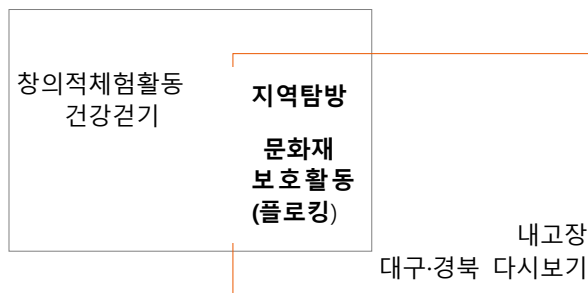 창의적체험활동
건강걷기
지역탐방
문화재
보호활동
(플로킹)
내고장
대구·경북 다시보기